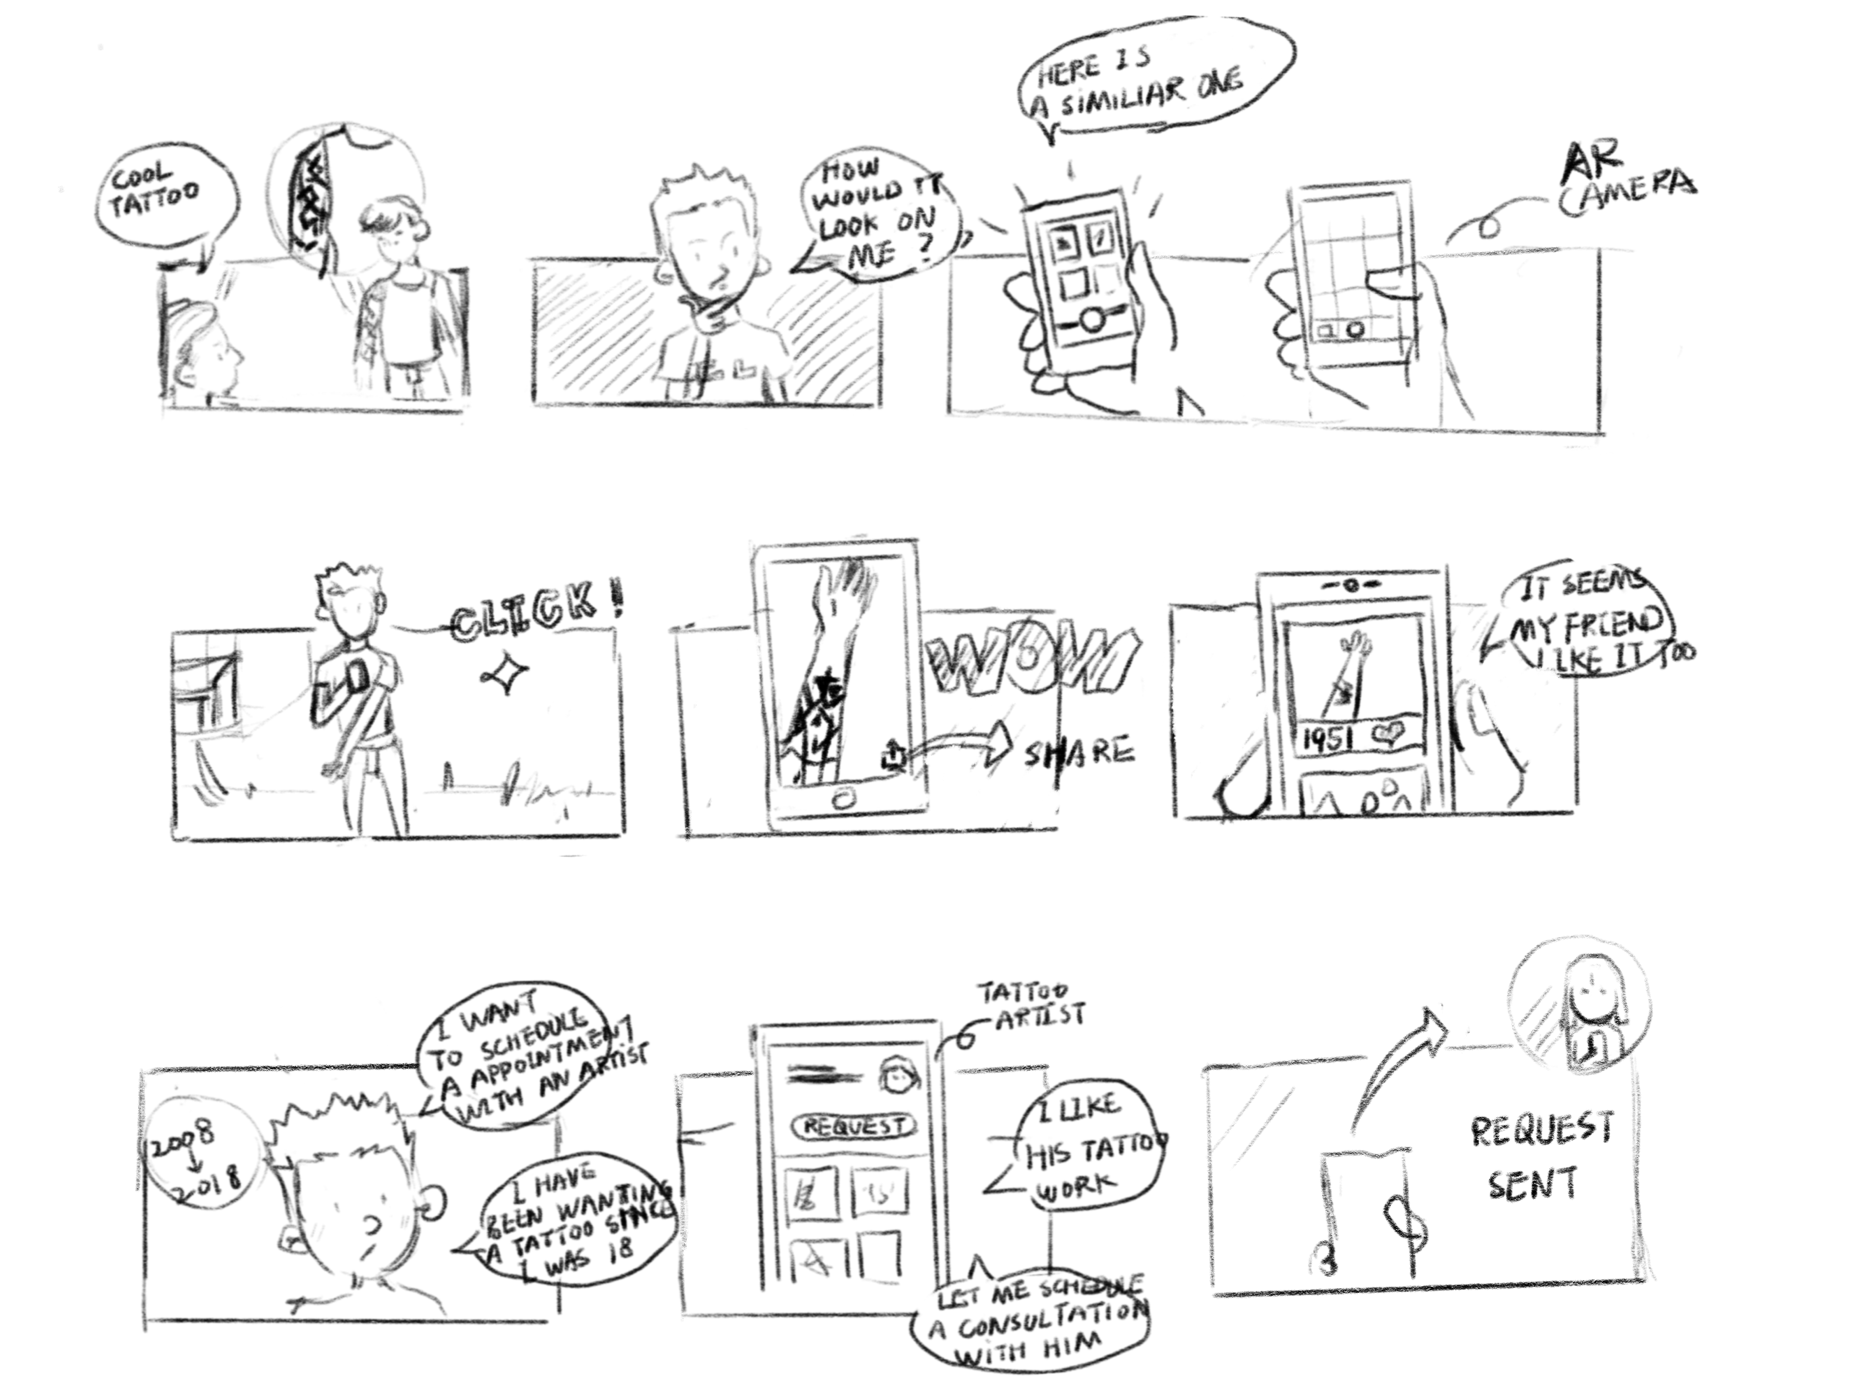 COOL
TATTOO
HOW
WOULD IT
LOOK ON
ME?
HERE IS
A SIMILIAR ONE
AR
CAMERA
CLICK!
WOW
SHARE
1951
IT SEEMS
MY FRIEND
LIKE IT TOO
2008
2018
I WANT
TO SCHEDULE
A APPOINTMENT
WITH AN ARTIST
I HAVE
BEEN WANTING
A TATTOO SINCE
I WAS 18
TATTOO
ARTIST
REQUEST
I LIKE
HIS TATTOO
WORK
LET ME SCHEDULE
A CONSULTATION
WITH HIM
REQUEST
SENT